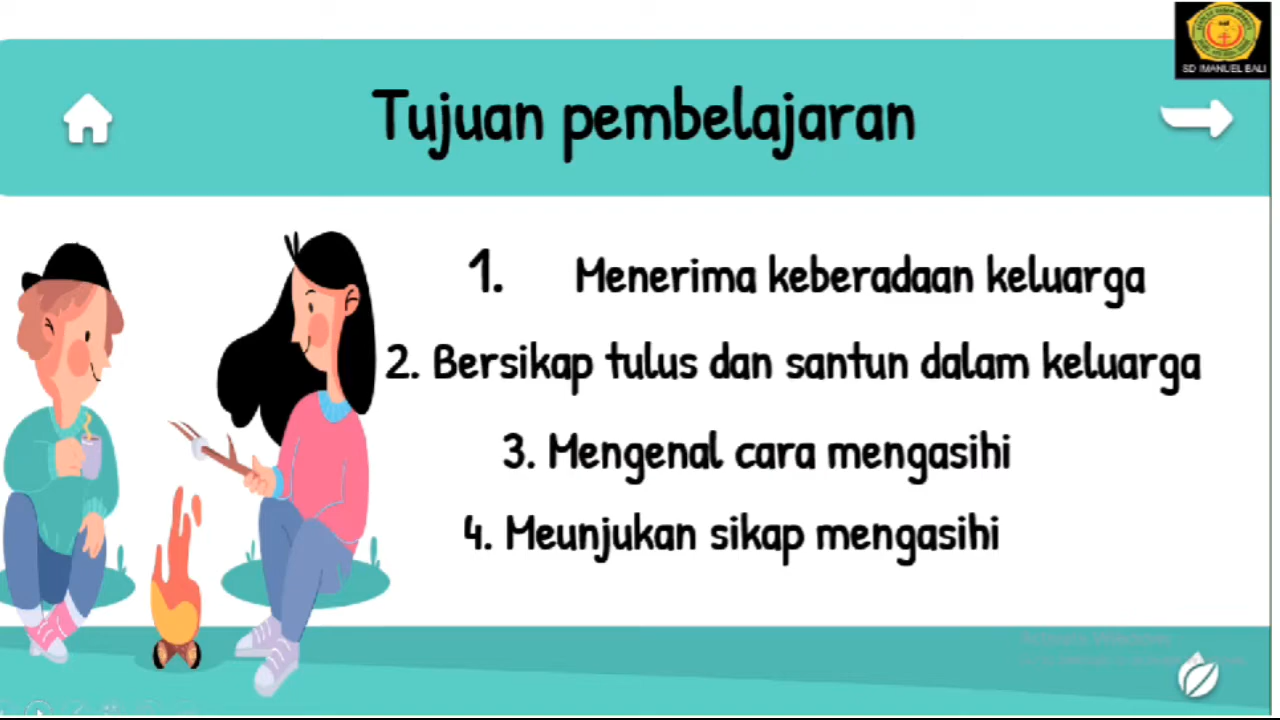 SD IMANUEL BALI
Tujuan pembelajaran
1. Menerima keberadaan keluarga
2. Bersikap tulus dan santun dalam keluarga
3. Mengenal cara mengasihi
4. Meunjukan sikap mengasihi